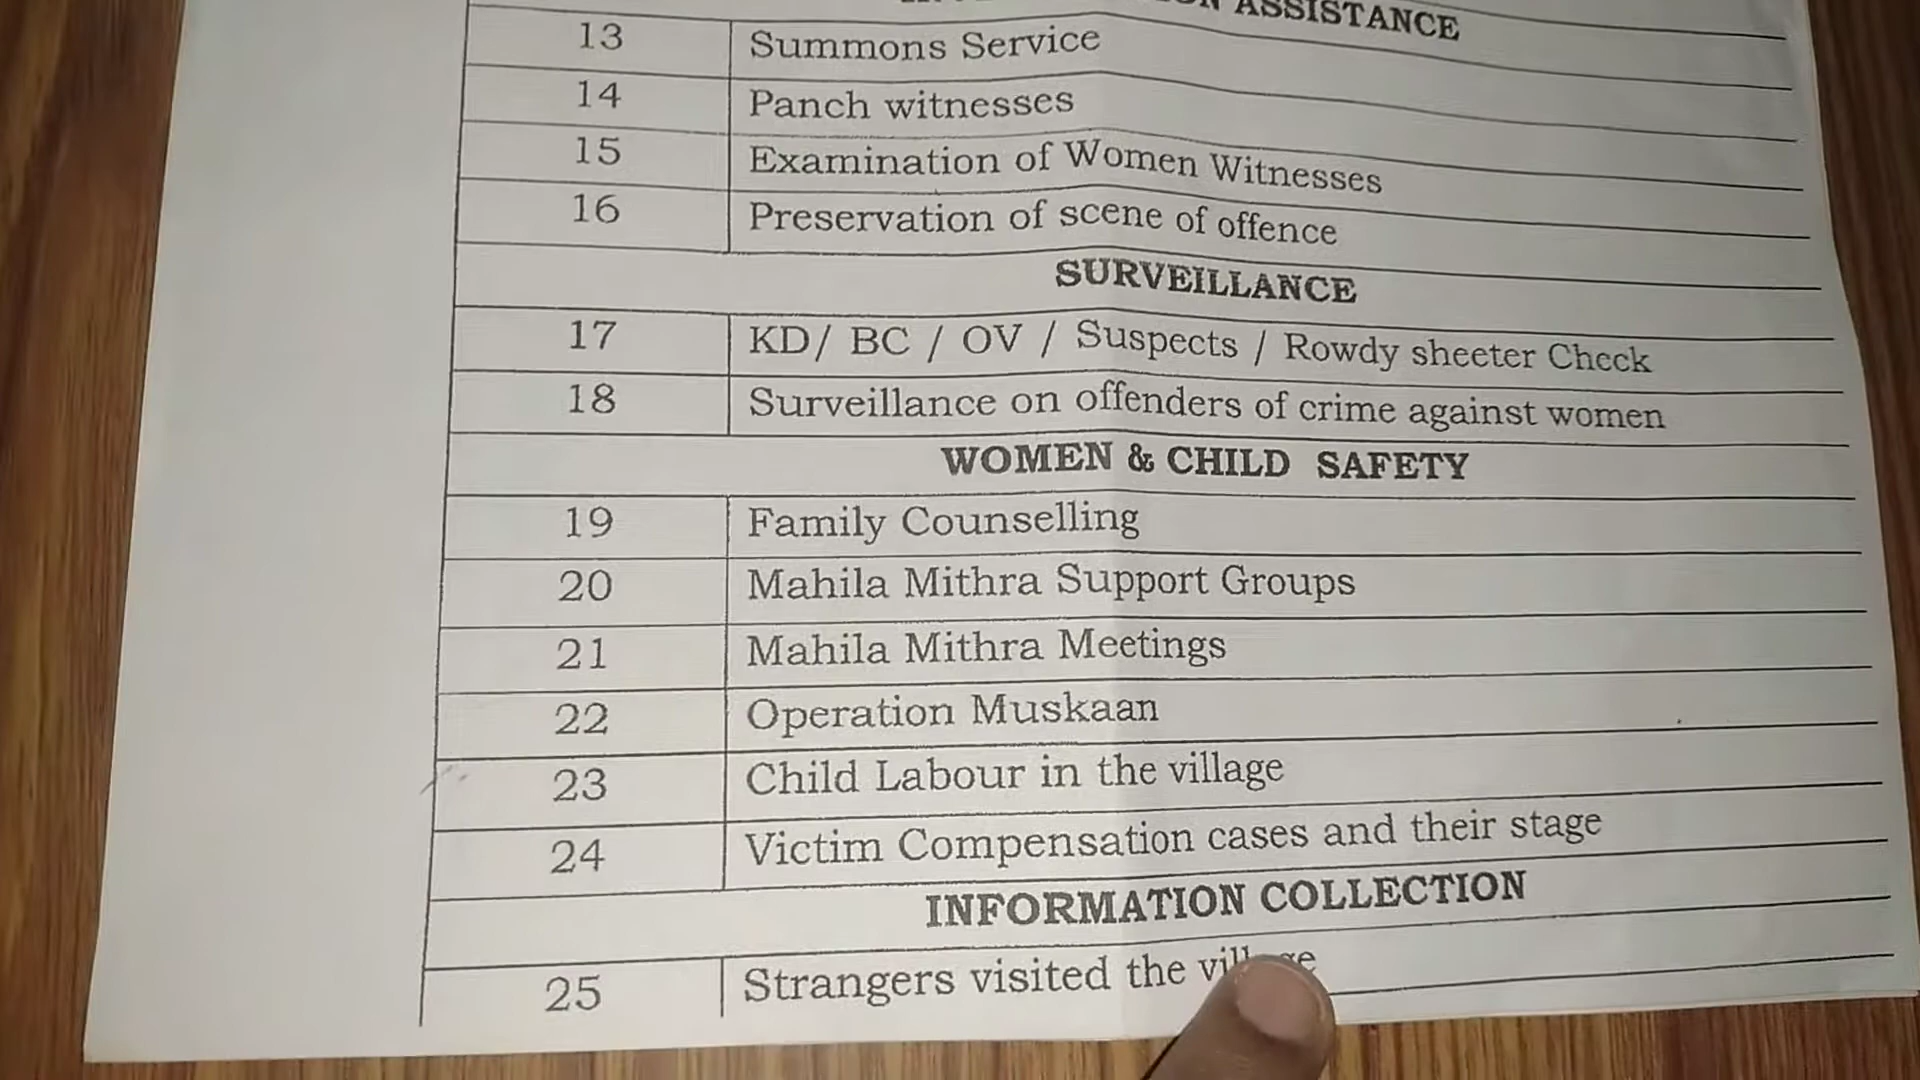 ASSISTANCE
13 Summons Service
14 Panch witnesses
15 Examination of Women Witnesses
16 Preservation of scene of offence
SURVEILLANCE
17 KD/ BC / OV / Suspects / Rowdy sheeter Check
18 Surveillance on offenders of crime against women
WOMEN & CHILD SAFETY
19 Family Counselling
20 Mahila Mithra Support Groups
21 Mahila Mithra Meetings
22 Operation Muskaan
23 Child Labour in the village
24 Victim Compensation cases and their stage
INFORMATION COLLECTION
25 Strangers visited the village